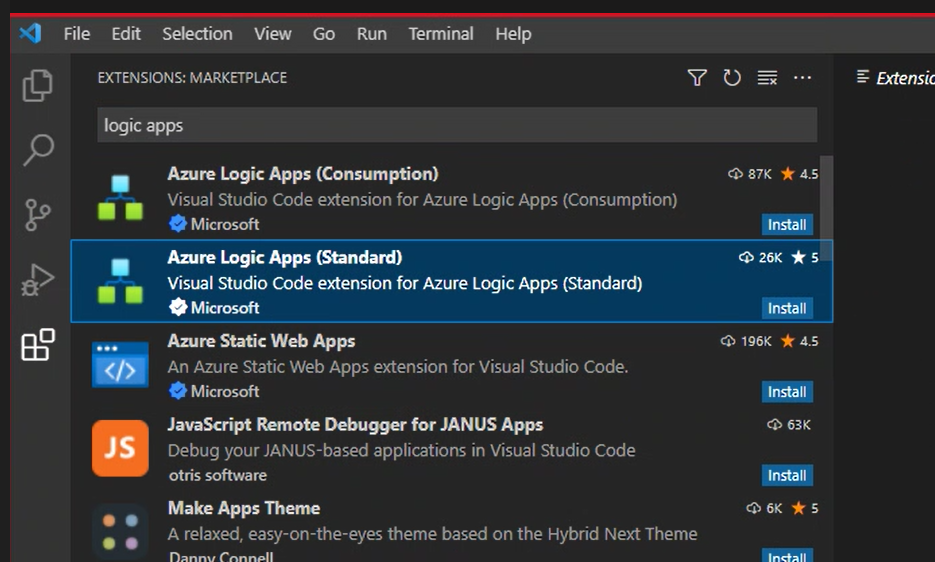 File Edit Selection View Go Run Terminal Help
EXTENSIONS: MARKETPLACE
Extensio
logic apps
Azure Logic Apps (Consumption) 87K 4.5
Visual Studio Code extension for Azure Logic Apps (Consumption)
Microsoft Install
Azure Logic Apps (Standard) 26K 5
Visual Studio Code extension for Azure Logic Apps (Standard)
Microsoft Install
Azure Static Web Apps 196K 4.5
An Azure Static Web Apps extension for Visual Studio Code.
Microsoft Install
JS
JavaScript Remote Debugger for JANUS Apps 63K
Debug your JANUS-based applications in Visual Studio Code
otris software Install
Make Apps Theme 6K 5
A relaxed, easy-on-the-eyes theme based on the Hybrid Next Theme
Danny Connell Install